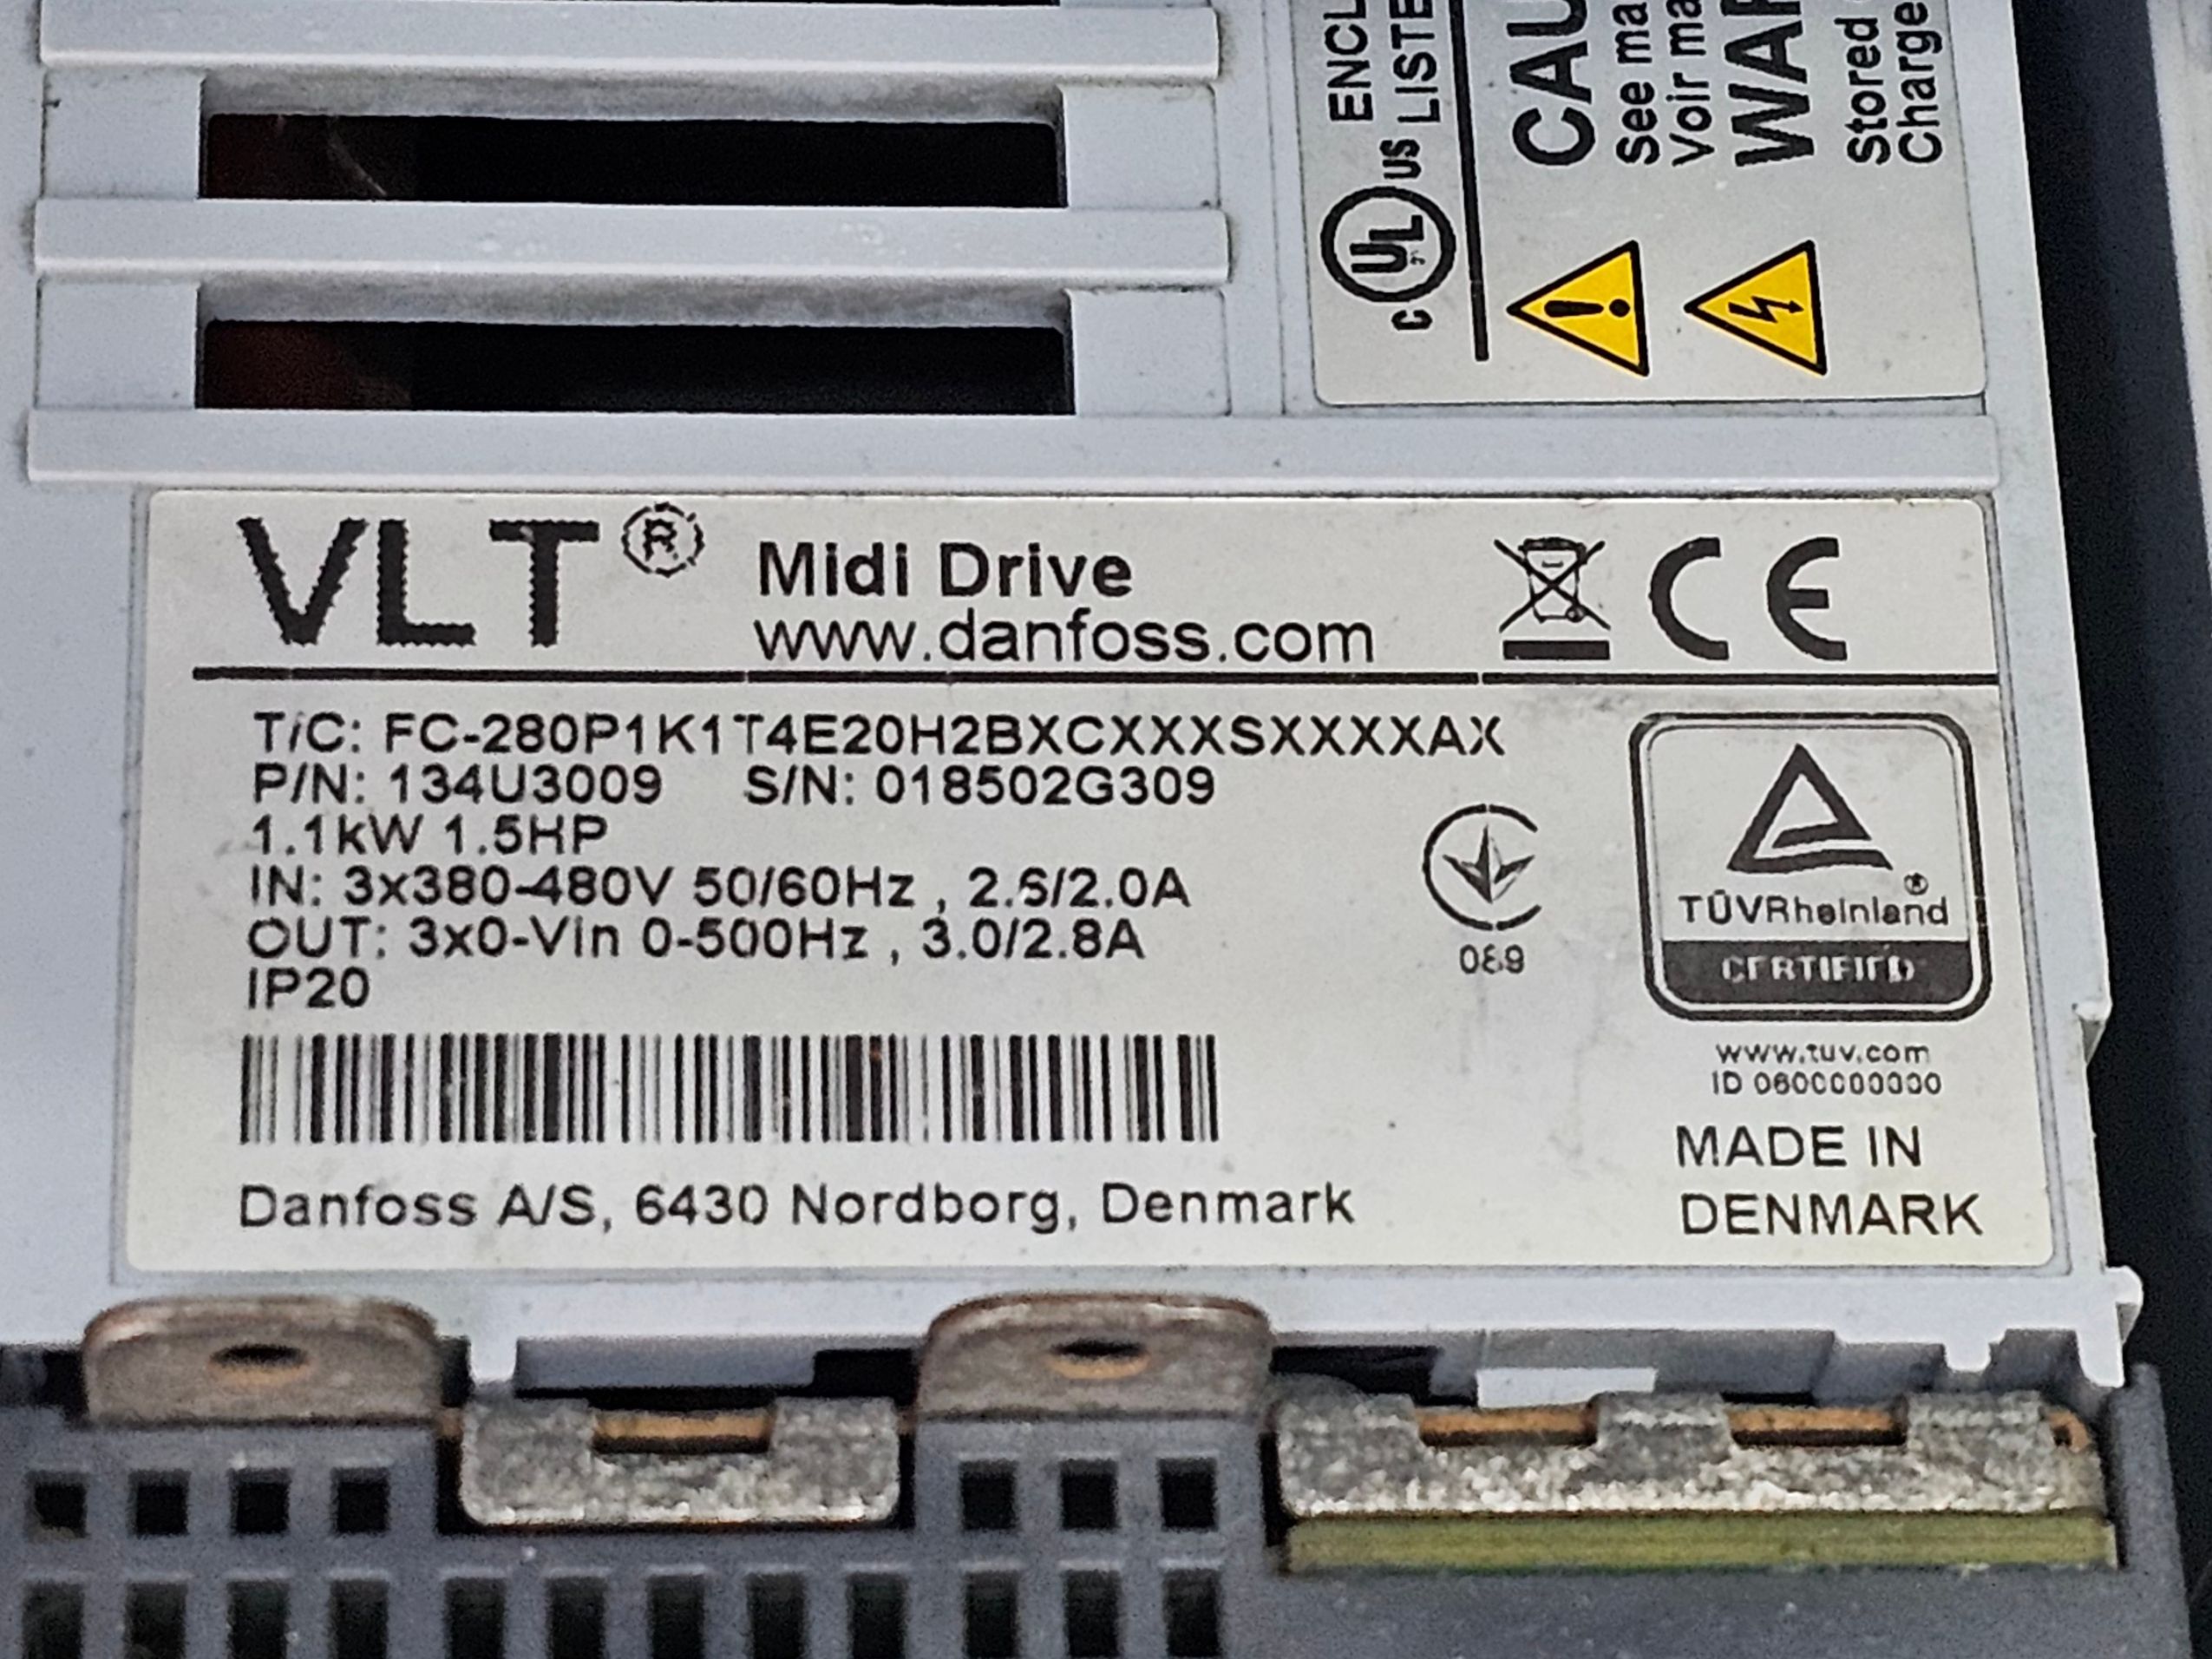 ENCL
LISTE
C UL US
CAU
See ma
Voir ma
WAR
Stored
Charge
VLT®
Midi Drive
www.danfoss.com
CE
T/C: FC-280P1K1T4E20H2BXCXXXSXXXXAX
P/N: 134U3009 S/N: 018502G309
1.1kW 1.5HP
IN: 3x380-480V 50/60Hz , 2.6/2.0A
OUT: 3x0-Vin 0-500Hz , 3.0/2.8A
IP20
089
TÜVRheinland®
CERTIFIED
www.tuv.com
ID 0600000000
MADE IN
DENMARK
Danfoss A/S, 6430 Nordborg, Denmark